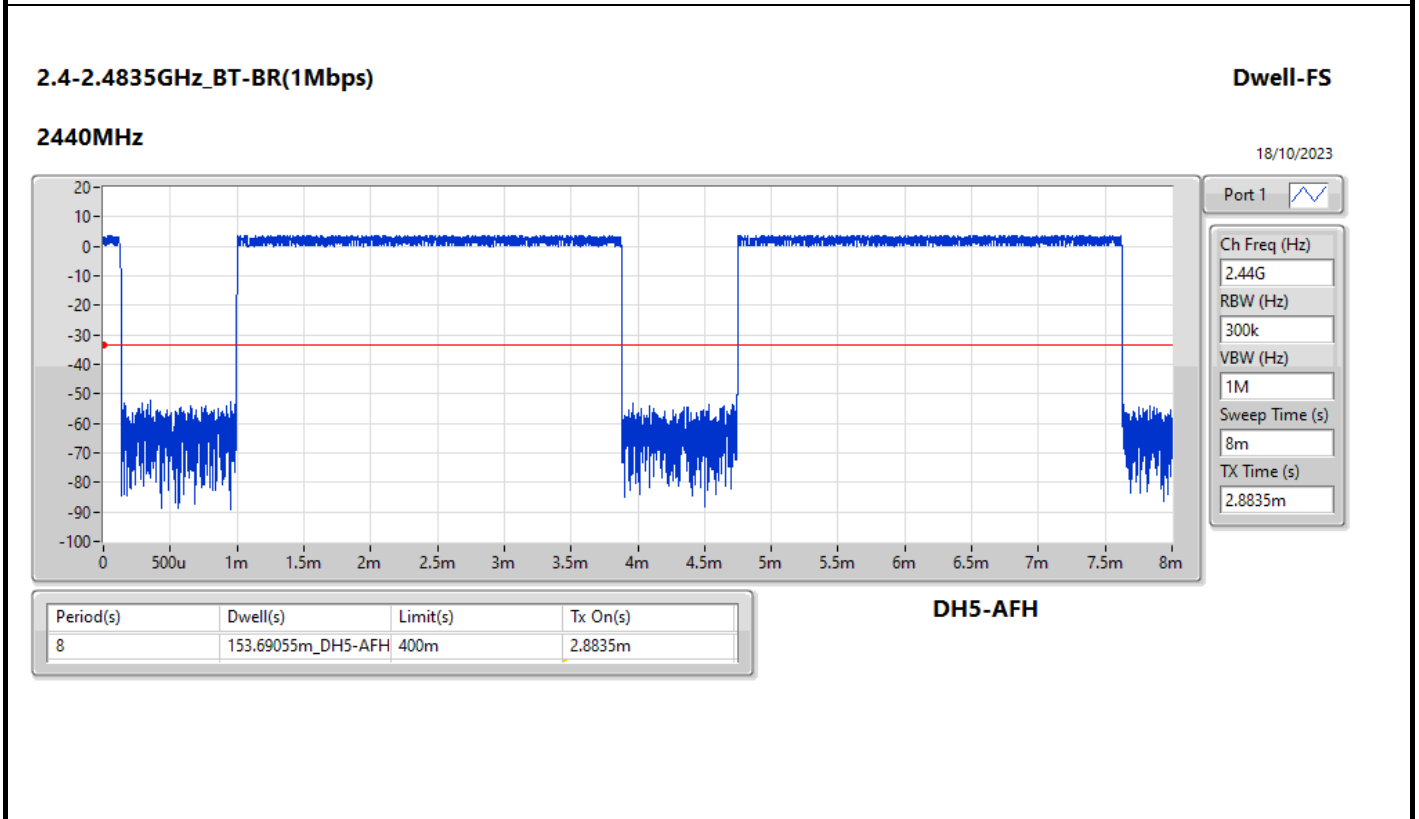 2.4-2.4835GHz_BT-BR(1Mbps) Dwell-FS
2440MHz
18/10/2023
Port 1
20
10
0
-10
-20
-30
-40
-50
-60
-70
-80
-90
-100
0 500u 1m 1.5m 2m 2.5m 3m 3.5m 4m 4.5m 5m 5.5m 6m 6.5m 7m 7.5m 8m
Ch Freq (Hz)
2.44G
RBW (Hz)
300k
VBW (Hz)
1M
Sweep Time (s)
8m
TX Time (s)
2.8835m
Period(s) Dwell(s) Limit(s) Tx On(s)
8 153.69055m_DH5-AFH 400m 2.8835m
DH5-AFH